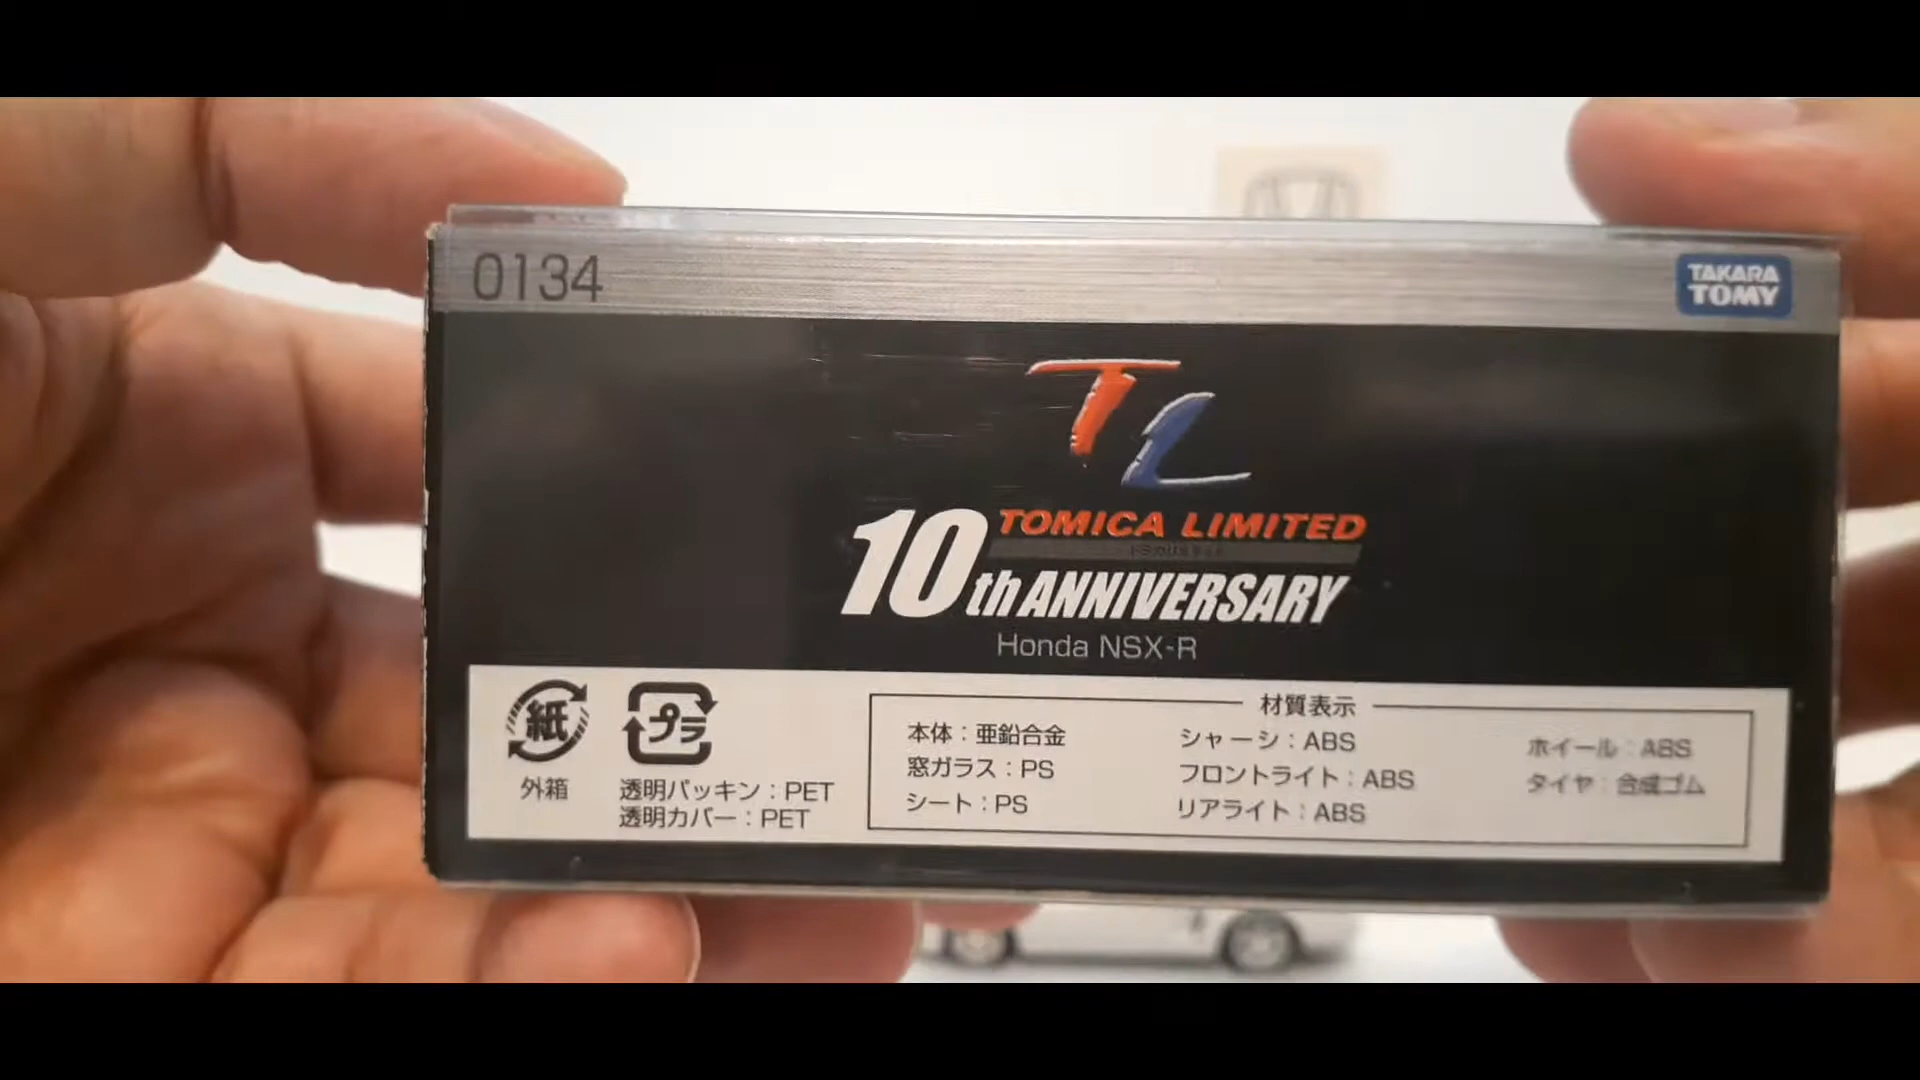 0134
TAKARA
TOMY
TL
TOMICA LIMITED
10th ANNIVERSARY
Honda NSX-R
紙
外箱
プラ
透明パッキン：PET
透明カバー：PET
材質表示
本体：亜鉛合金
窓ガラス：PS
シート：PS
シャーシ：ABS
フロントライト：ABS
リアライト：ABS
ホイール：ABS
タイヤ：合成ゴム